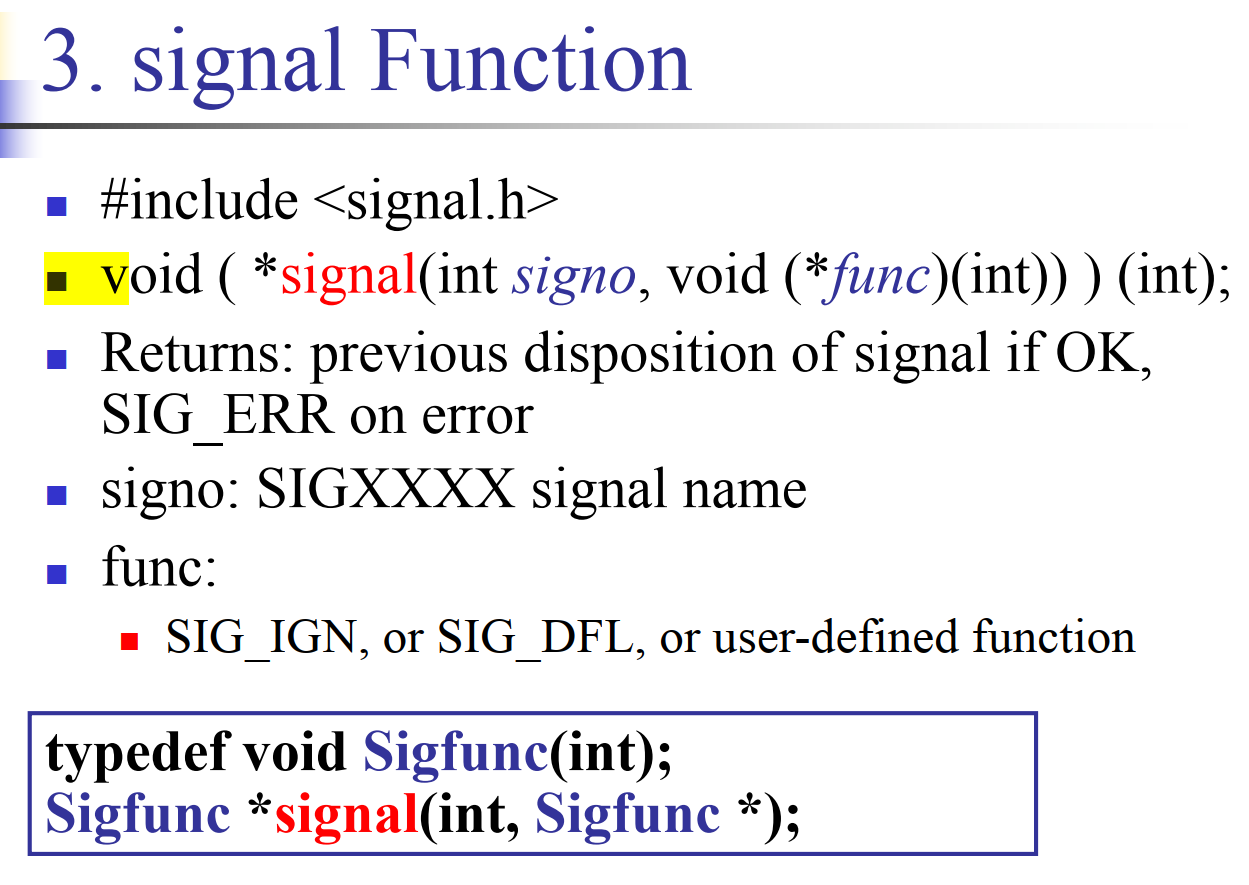 3. signal Function
#include <signal.h>
void ( *signal(int signo, void (*func)(int)) ) (int);
Returns: previous disposition of signal if OK,
SIG_ERR on error
signo: SIGXXXX signal name
func:
SIG_IGN, or SIG_DFL, or user-defined function
typedef void Sigfunc(int);
Sigfunc *signal(int, Sigfunc *);